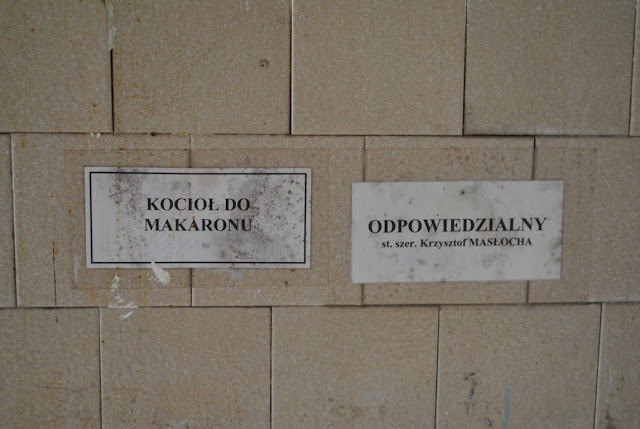 KOCIOŁ DO
MAKARONU
ODPOWIEDZIALNY
st. szer. Krzysztof MASŁOCHA